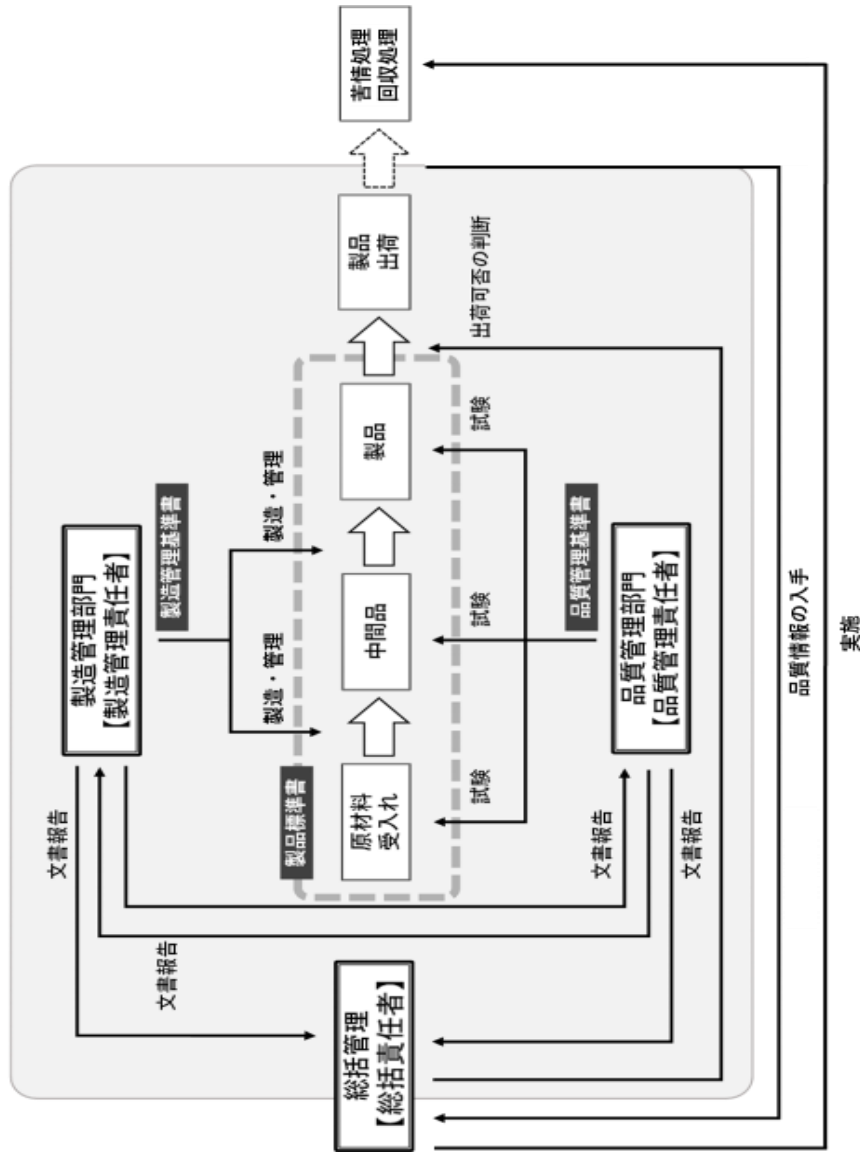 製造管理部門
【製造管理責任者】
製造管理基準書
文書報告
文書報告
製造・管理
製造・管理
製品標準書
総括管理
【総括責任者】
原材料
受入れ
中間品
製品
製品
出荷
苦情処理
回収処理
試験
試験
試験
出荷可否の判断
文書報告
文書報告
品質管理基準書
品質管理部門
【品質管理責任者】
品質情報の入手
実施